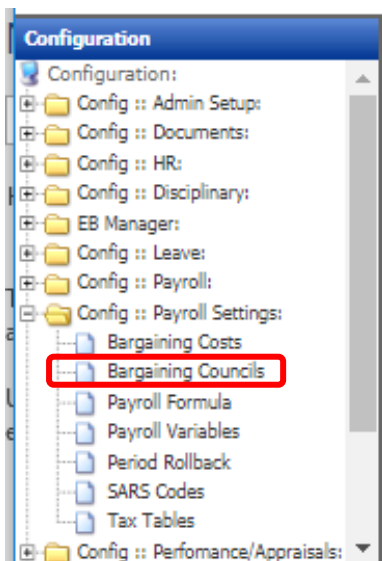 Configuration
Configuration:
Config :: Admin Setup:
Config :: Documents:
Config :: HR:
Config :: Disciplinary:
EB Manager:
Config :: Leave:
Config :: Payroll:
Config :: Payroll Settings:
Bargaining Costs
Bargaining Councils
Payroll Formula
Payroll Variables
Period Rollback
SARS Codes
Tax Tables
Config :: Perfomance/Appraisals: